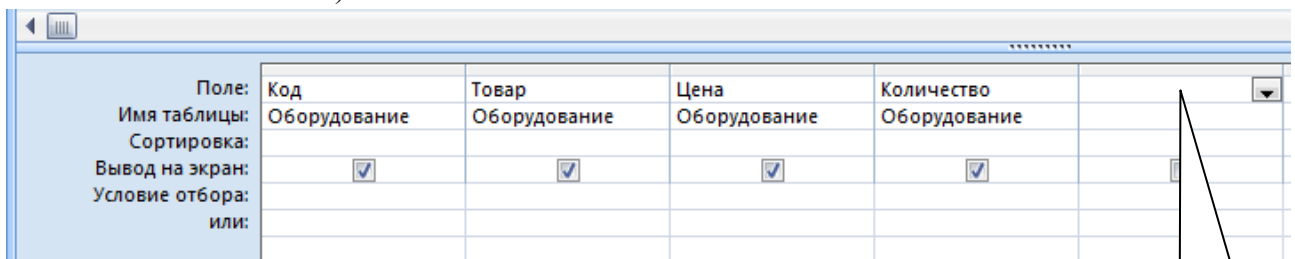 Поле: Код Товар Цена Количество
Имя таблицы: Оборудование Оборудование Оборудование Оборудование
Сортировка:
Вывод на экран:
Условие отбора:
или: